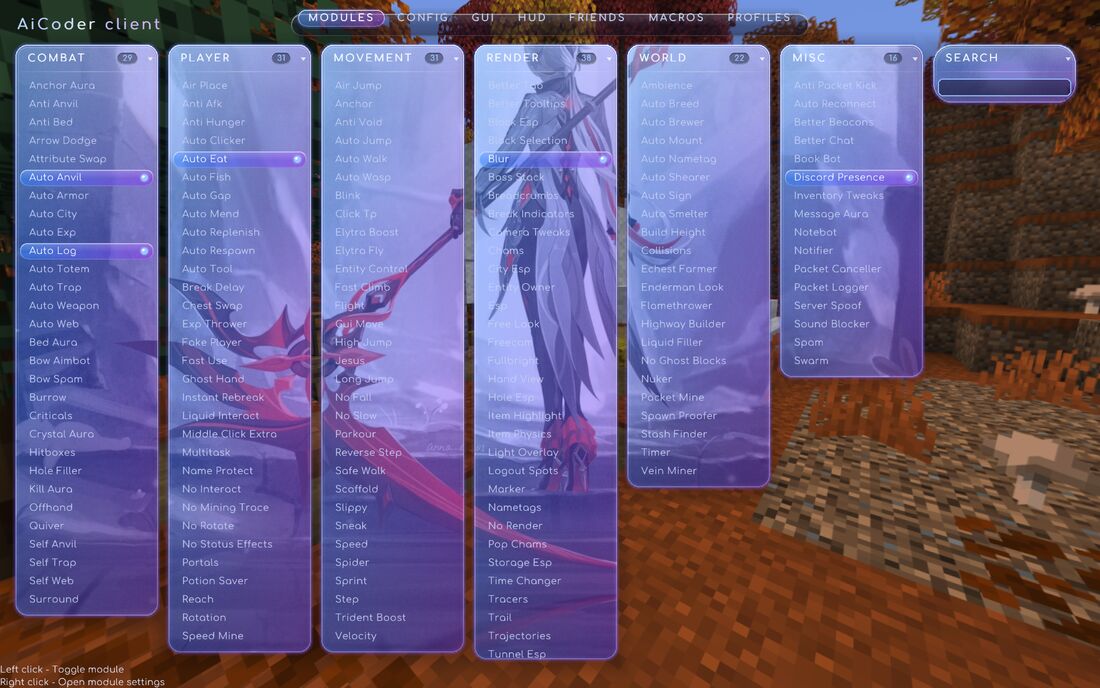 AiCoder client
MODULES CONFIG GUI HUD FRIENDS MACROS PROFILES
COMBAT 29
Anchor Aura
Anti Anvil
Anti Bed
Arrow Dodge
Attribute Swap
Auto Anvil
Auto Armor
Auto City
Auto Exp
Auto Log
Auto Totem
Auto Trap
Auto Weapon
Auto Web
Bed Aura
Bow Aimbot
Bow Spam
Burrow
Criticals
Crystal Aura
Hitboxes
Hole Filler
Kill Aura
Offhand
Quiver
Self Anvil
Self Trap
Self Web
Surround
PLAYER 31
Air Place
Anti Afk
Anti Hunger
Auto Clicker
Auto Eat
Auto Fish
Auto Gap
Auto Mend
Auto Replenish
Auto Respawn
Auto Tool
Break Delay
Chest Swap
Exp Thrower
Fake Player
Fast Use
Ghost Hand
Instant Rebreak
Liquid Interact
Middle Click Extra
Multitask
Name Protect
No Interact
No Mining Trace
No Rotate
No Status Effects
Portals
Potion Saver
Reach
Rotation
Speed Mine
MOVEMENT 31
Air Jump
Anchor
Anti Void
Auto Jump
Auto Walk
Auto Wasp
Blink
Click Tp
Elytra Boost
Elytra Fly
Entity Control
Fast Climb
Flight
Gui Move
High Jump
Jesus
Long Jump
No Fall
No Slow
Parkour
Reverse Step
Safe Walk
Scaffold
Slippy
Sneak
Speed
Spider
Sprint
Step
Trident Boost
Velocity
RENDER 38
Better Tab
Better Tooltips
Block Esp
Block Selection
Blur
Boss Stack
Breadcrumbs
Break Indicators
Camera Tweaks
Chams
City Esp
Entity Owner
Esp
Free Look
Freecam
Fullbright
Hand View
Hole Esp
Item Highlight
Item Physics
Light Overlay
Logout Spots
Marker
Nametags
No Render
Pop Chams
Storage Esp
Time Changer
Tracers
Trail
Trajectories
Tunnel Esp
WORLD 22
Ambience
Auto Breed
Auto Brewer
Auto Mount
Auto Nametag
Auto Shearer
Auto Sign
Auto Smelter
Build Height
Collisions
Echest Farmer
Enderman Look
Flamethrower
Highway Builder
Liquid Filler
No Ghost Blocks
Nuker
Packet Mine
Spawn Proofer
Stash Finder
Timer
Vein Miner
MISC 16
Anti Packet Kick
Auto Reconnect
Better Beacons
Better Chat
Book Bot
Discord Presence
Inventory Tweaks
Message Aura
Notebot
Notifier
Packet Canceller
Packet Logger
Server Spoof
Sound Blocker
Spam
Swarm
SEARCH
Left click - Toggle module
Right click - Open module settings